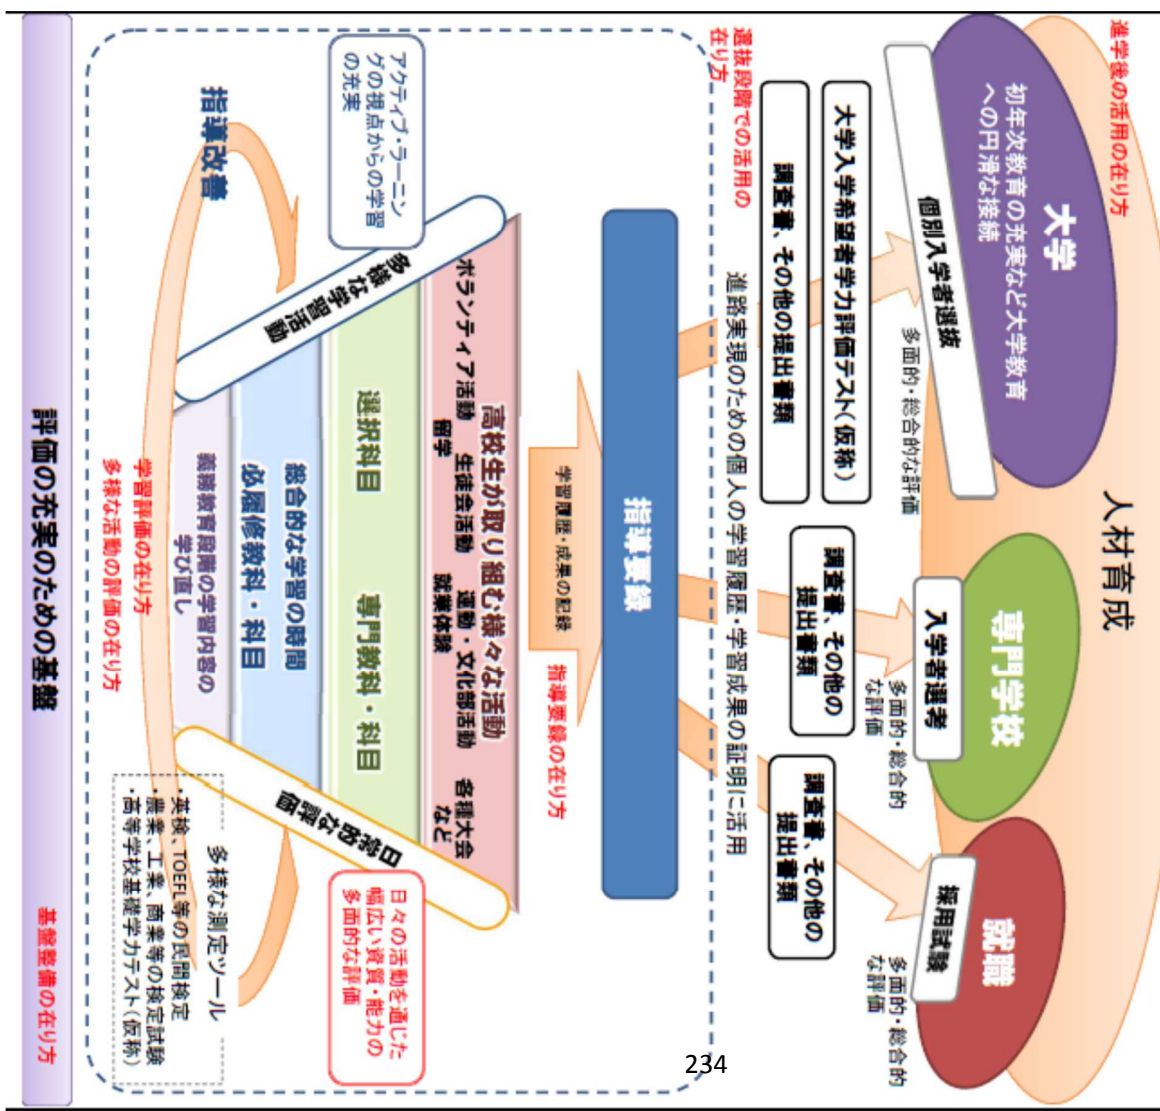 進学後の活用の在り方
人材育成
大学
初年次教育の充実など大学教育
への円滑な接続
専門学校
就職
個別入学者選抜
入学者選考
採用試験
多面的・総合的な評価
多面的・総合的
な評価
多面的・総合的
な評価
大学入学希望者学力評価テスト(仮称)
調査書、その他の提出書類
調査書、その他の
提出書類
調査書、その他の
提出書類
選抜段階での活用の
在り方
進路実現のための個人の学習履歴・学習成果の証明に活用
指導要録
学習履歴・成果の記録
指導要録の在り方
アクティブ・ラーニン
グの視点からの学習
の充実
高校生が取り組む様々な活動
ボランティア活動 生徒会活動 運動・文化部活動 各種大会
留学 就業体験 など
選択科目 専門教科・科目
総合的な学習の時間
必履修教科・科目
義務教育段階の学習内容の
学び直し
多様な学習活動
日常的な評価
日々の活動を通じた
幅広い資質・能力の
多面的な評価
指導改善
学習評価の在り方
多様な活動の評価の在り方
多様な測定ツール
・英検、TOEFL等の民間検定
・農業、工業、商業等の検定試験
・高等学校基礎学力テスト(仮称)
評価の充実のための基盤
基盤整備の在り方
234